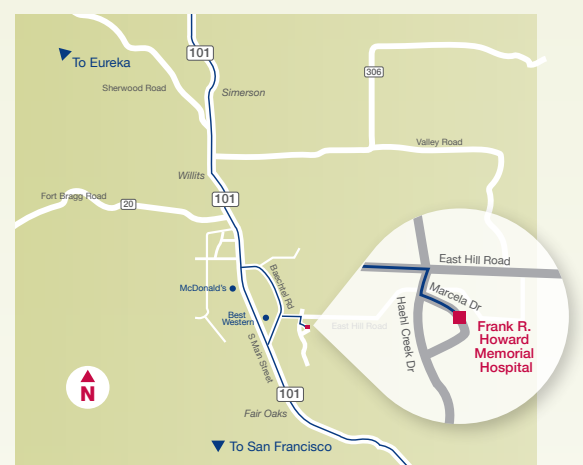 101
To Eureka
306
Sherwood Road
Simerson
Valley Road
Willits
Fort Bragg Road
20
101
East Hill Road
Baechtel Rd
McDonald's
Marcela Dr
Haehl Creek Dr
Best
Western
East Hill Road
Frank R.
Howard
Memorial
Hospital
S Main Street
N
101
Fair Oaks
To San Francisco